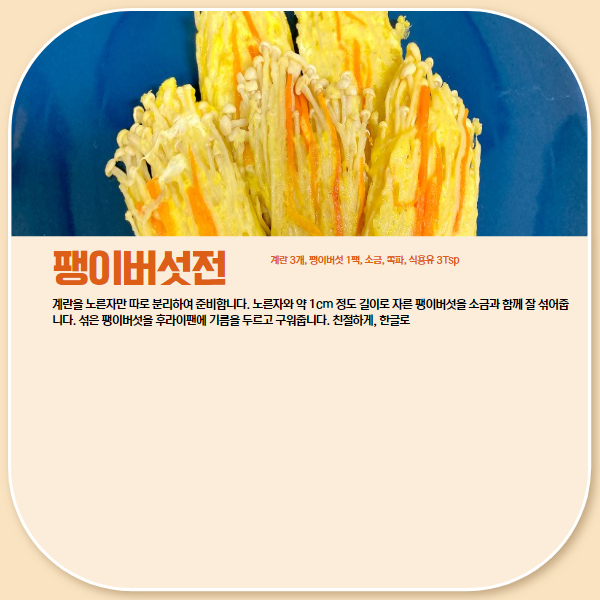 팽이버섯전
계란 3개, 팽이버섯 1팩, 소금, 쪽파, 식용유 3Tsp
계란을 노른자만 따로 분리하여 준비합니다. 노른자와 약 1cm 정도 길이로 자른 팽이버섯을 소금과 함께 잘 섞어줍
니다. 섞은 팽이버섯을 후라이팬에 기름을 두르고 구워줍니다. 친절하게, 한글로